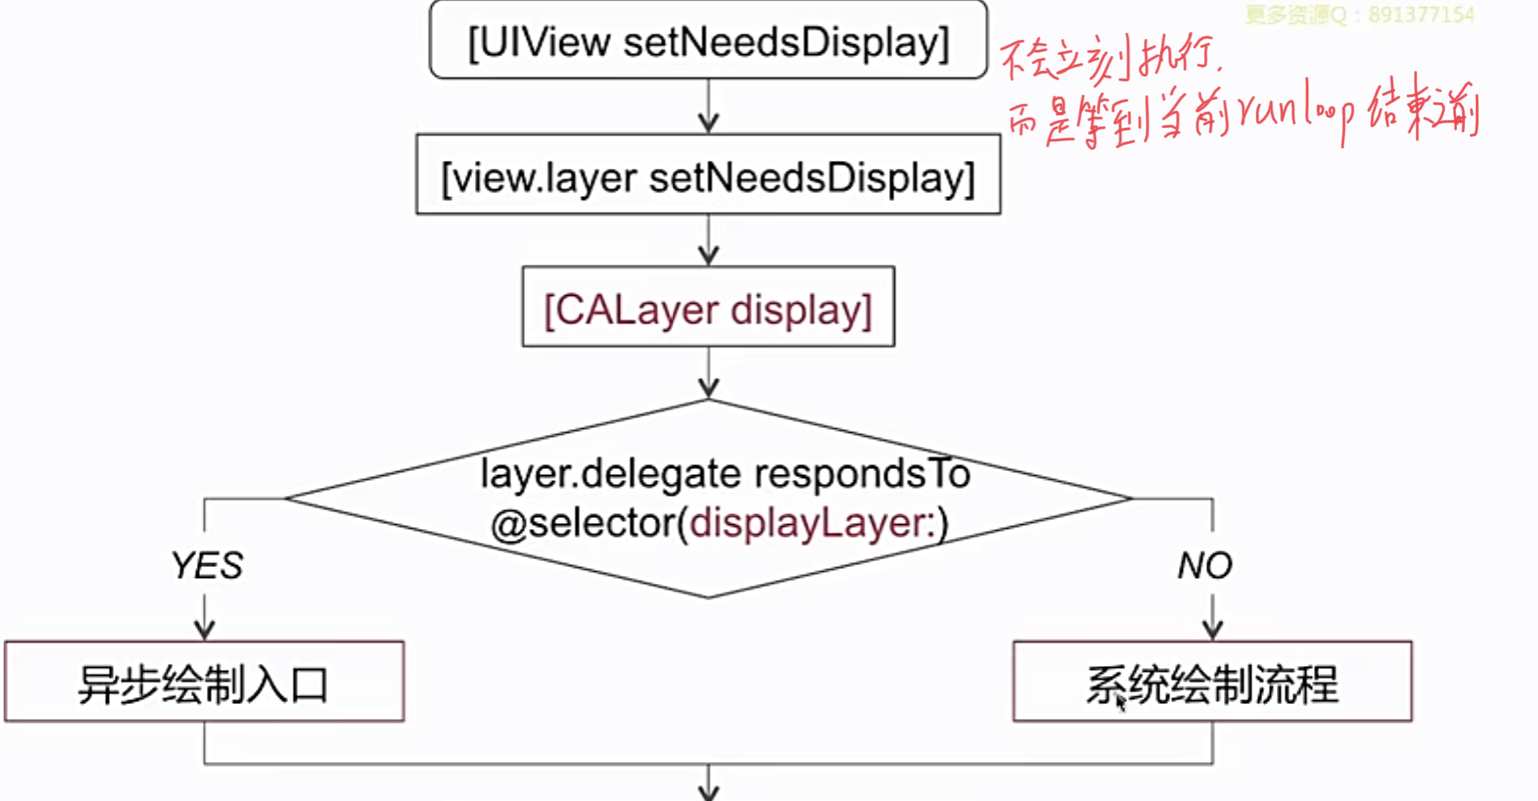 更多资源Q：891377154
[UIView setNeedsDisplay]
不会立刻执行.
而是等到当前runloop结束之前
[view.layer setNeedsDisplay]
[CALayer display]
layer.delegate respondsTo
@selector(displayLayer:)
YES
NO
异步绘制入口
系统绘制流程